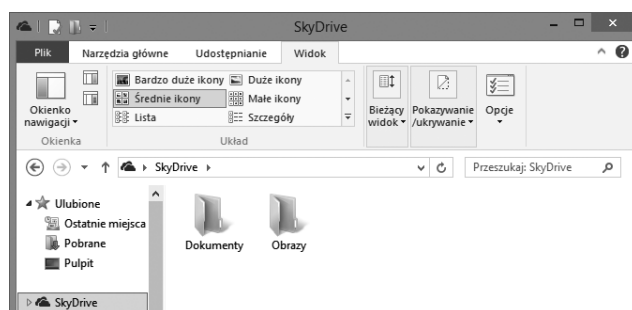 SkyDrive
Plik Narzędzia główne Udostępnianie Widok
Okienko nawigacji
Bardzo duże ikony Duże ikony
Średnie ikony Małe ikony
Lista Szczegóły
Bieżący widok
Pokazywanie /ukrywanie
Opcje
Okienka Układ
SkyDrive Przeszukaj: SkyDrive
Ulubione
Ostatnie miejsca
Pobrane
Pulpit
SkyDrive
Dokumenty Obrazy